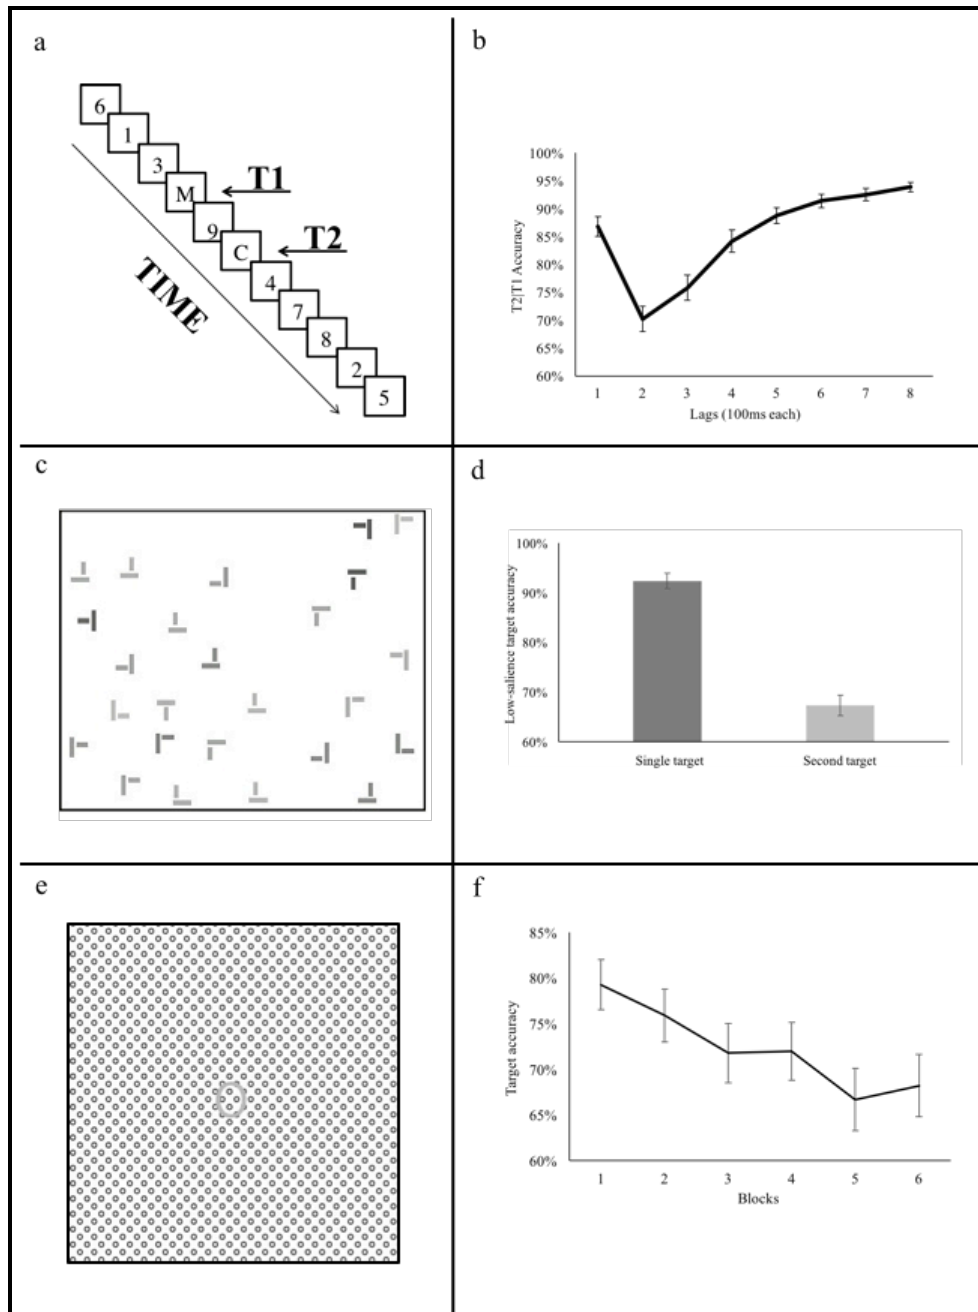 a
6
1
3
M
T1
9
C
T2
4
7
8
2
5
TIME
b
100%
95%
90%
85%
80%
75%
70%
65%
60%
T2|T1 Accuracy
1 2 3 4 5 6 7 8
Lags (100ms each)
c
d
100%
90%
80%
70%
60%
Low-salience target accuracy
Single target Second target
e
f
85%
80%
75%
70%
65%
60%
Target accuracy
1 2 3 4 5 6
Blocks